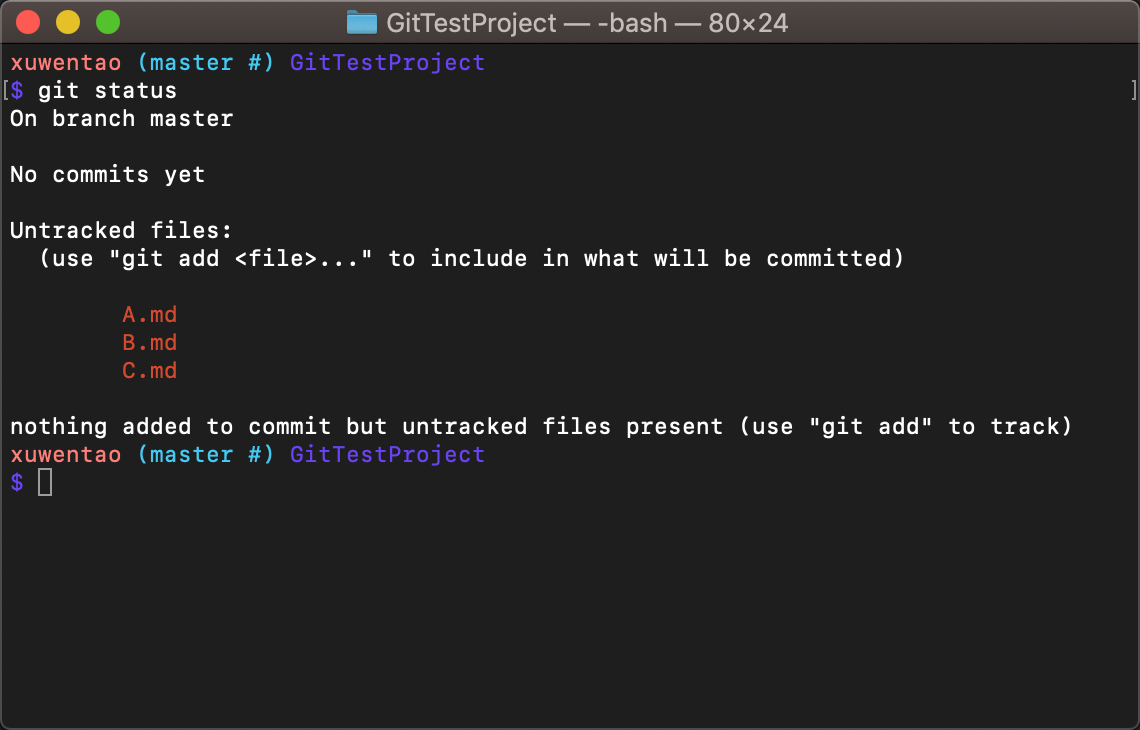 GitTestProject — -bash — 80×24
xuwentao (master #) GitTestProject
[$ git status ]
On branch master
No commits yet
Untracked files:
(use "git add <file>..." to include in what will be committed)
A.md
B.md
C.md
nothing added to commit but untracked files present (use "git add" to track)
xuwentao (master #) GitTestProject
$